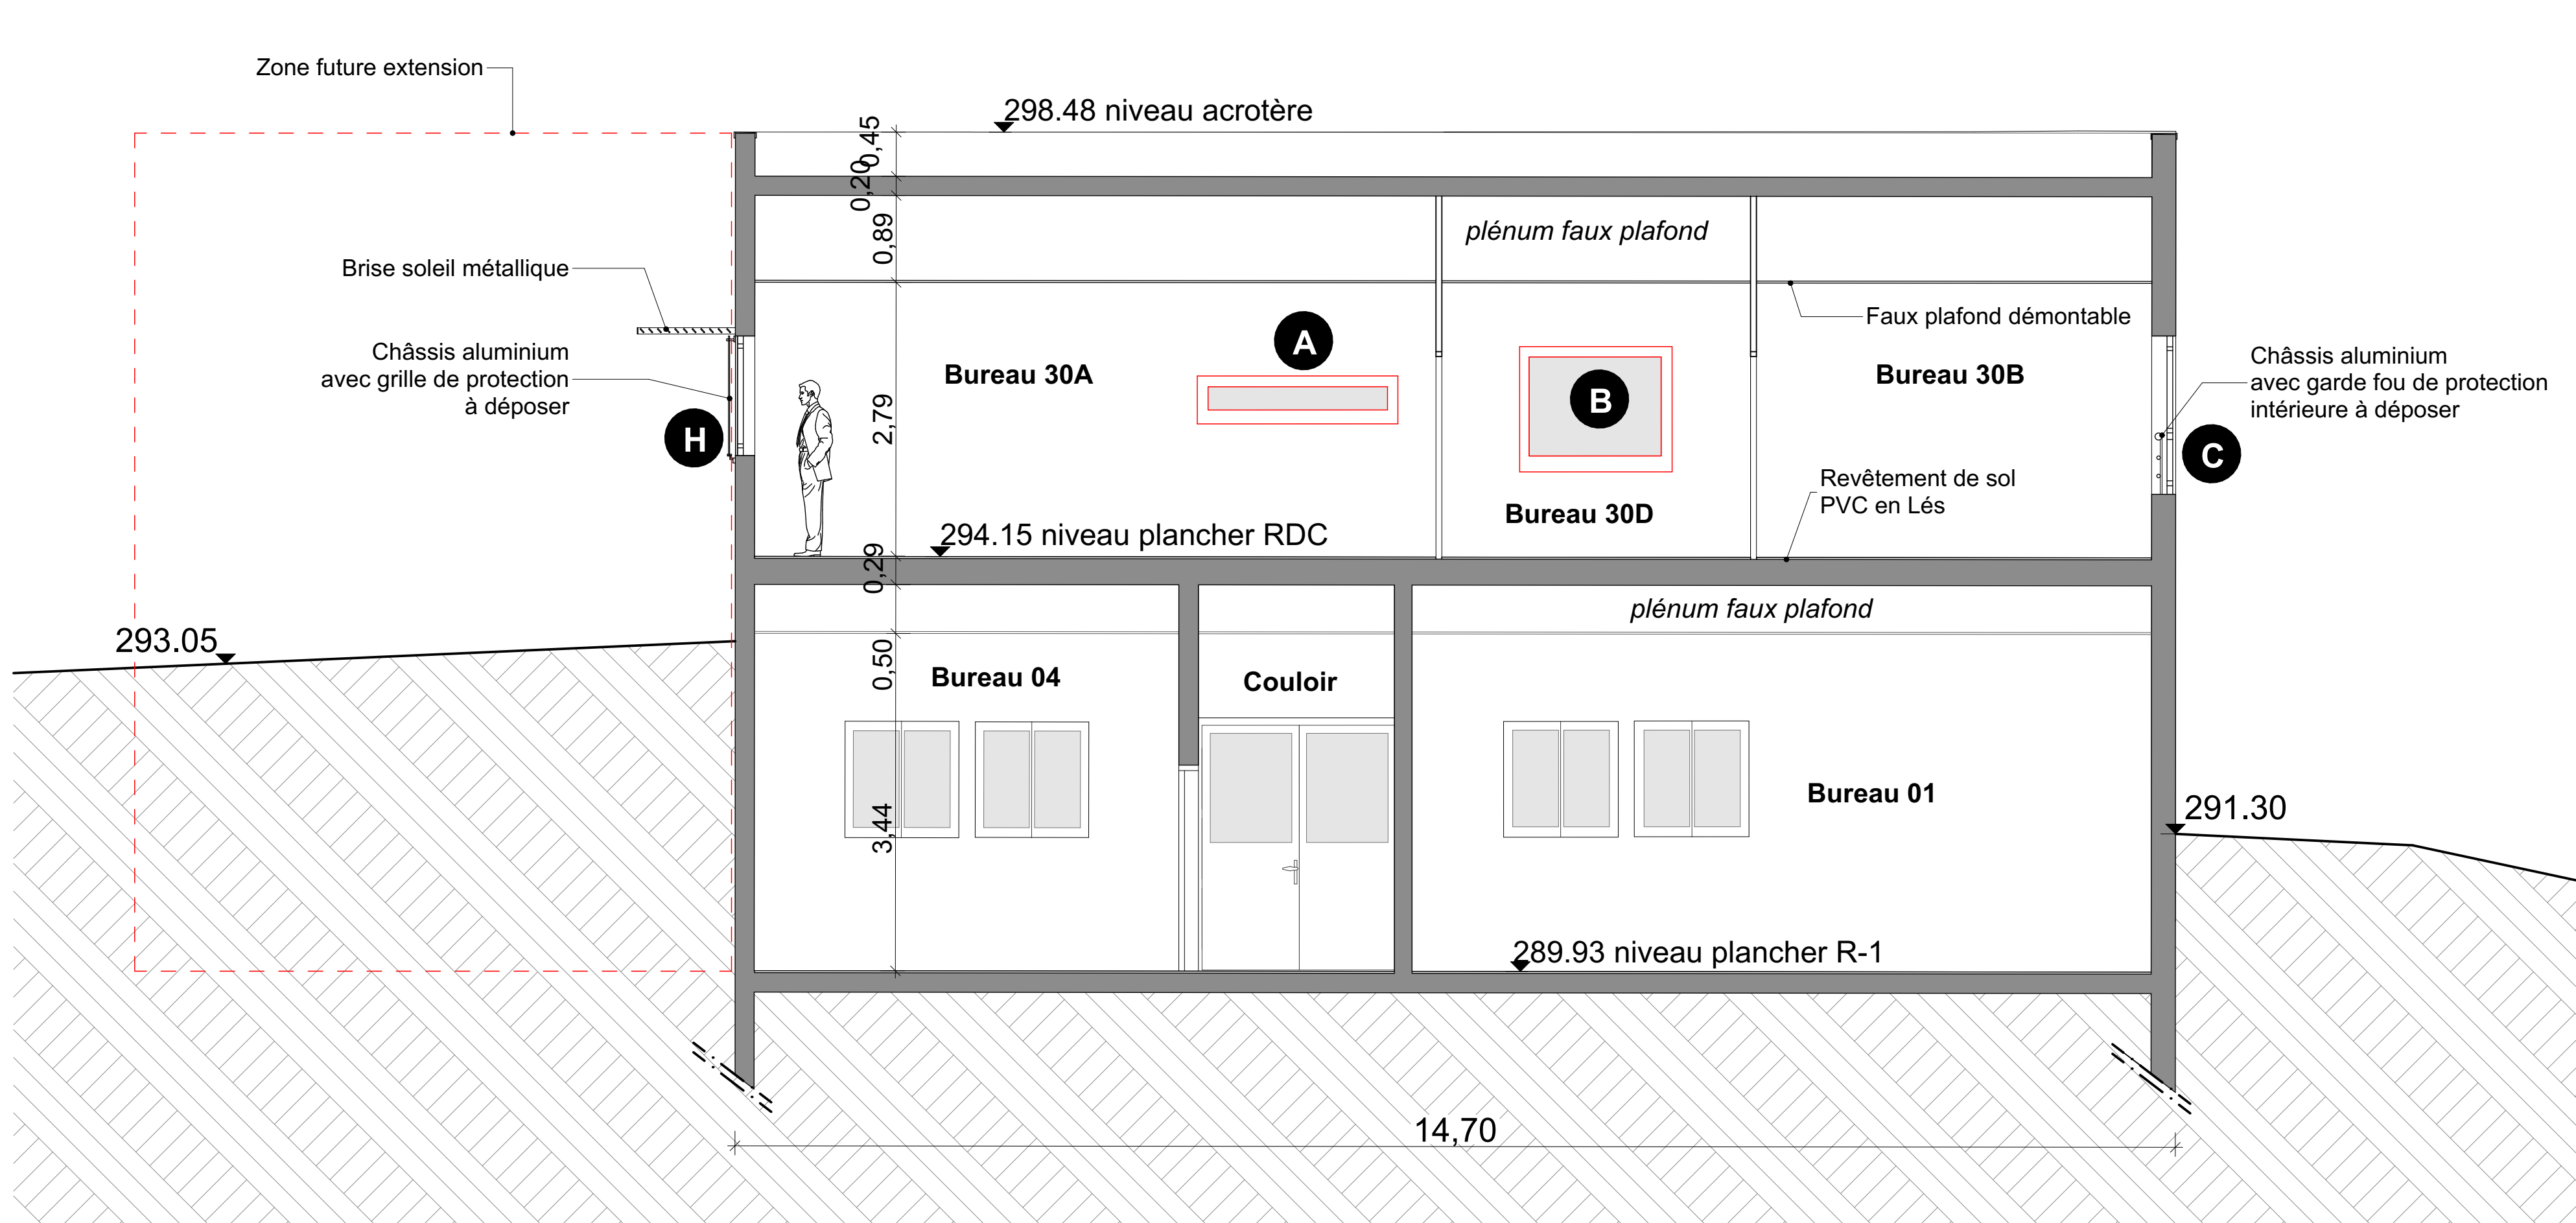 Zone future extension
298.48 niveau acrotère
0,45
0,20
0,89
plénum faux plafond
Brise soleil métallique
Faux plafond démontable
A
Châssis aluminium
avec grille de protection
à déposer
Bureau 30A
B
Bureau 30B
Châssis aluminium
avec garde fou de protection
intérieure à déposer
2,79
H
C
Revêtement de sol
PVC en Lés
Bureau 30D
294.15 niveau plancher RDC
0,29
plénum faux plafond
293.05
0,50
Bureau 04
Couloir
Bureau 01
291.30
3,44
289.93 niveau plancher R-1
14,70